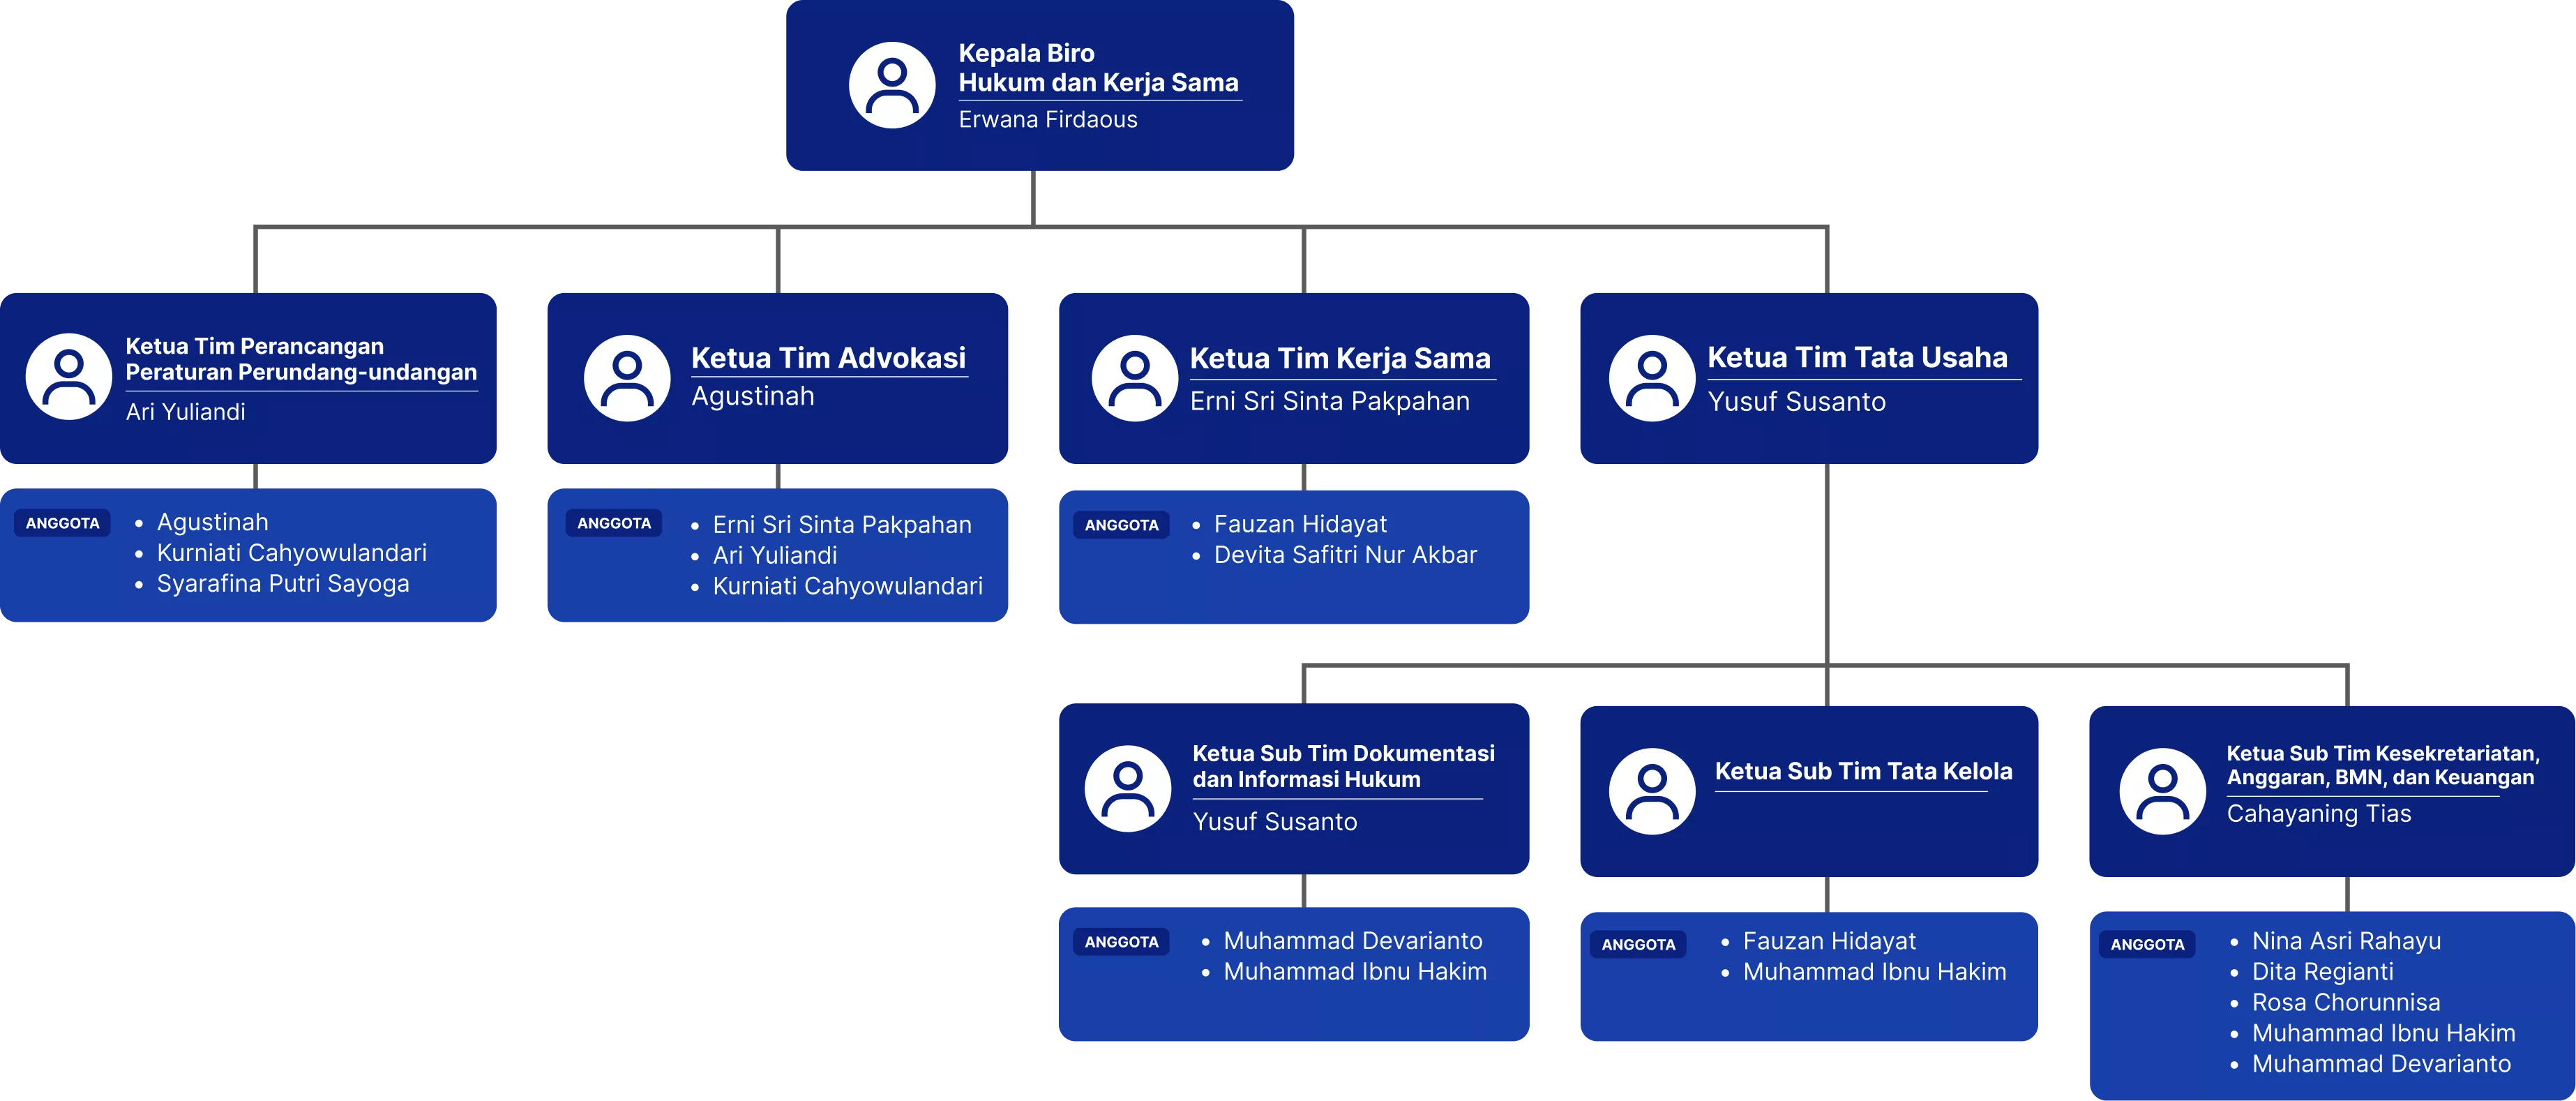 Kepala Biro
Hukum dan Kerja Sama
Erwana Firdaous
Ketua Tim Perancangan
Peraturan Perundang-undangan
Ari Yuliandi
Ketua Tim Advokasi
Agustinah
Ketua Tim Kerja Sama
Erni Sri Sinta Pakpahan
Ketua Tim Tata Usaha
Yusuf Susanto
ANGGOTA
• Agustinah
• Kurniati Cahyowulandari
• Syarafina Putri Sayoga
ANGGOTA
• Erni Sri Sinta Pakpahan
• Ari Yuliandi
• Kurniati Cahyowulandari
ANGGOTA
• Fauzan Hidayat
• Devita Safitri Nur Akbar
Ketua Sub Tim Dokumentasi
dan Informasi Hukum
Yusuf Susanto
Ketua Sub Tim Tata Kelola
Ketua Sub Tim Kesekretariatan,
Anggaran, BMN, dan Keuangan
Cahayaning Tias
ANGGOTA
• Muhammad Devarianto
• Muhammad Ibnu Hakim
ANGGOTA
• Fauzan Hidayat
• Muhammad Ibnu Hakim
ANGGOTA
• Nina Asri Rahayu
• Dita Regianti
• Rosa Chorunnisa
• Muhammad Ibnu Hakim
• Muhammad Devarianto